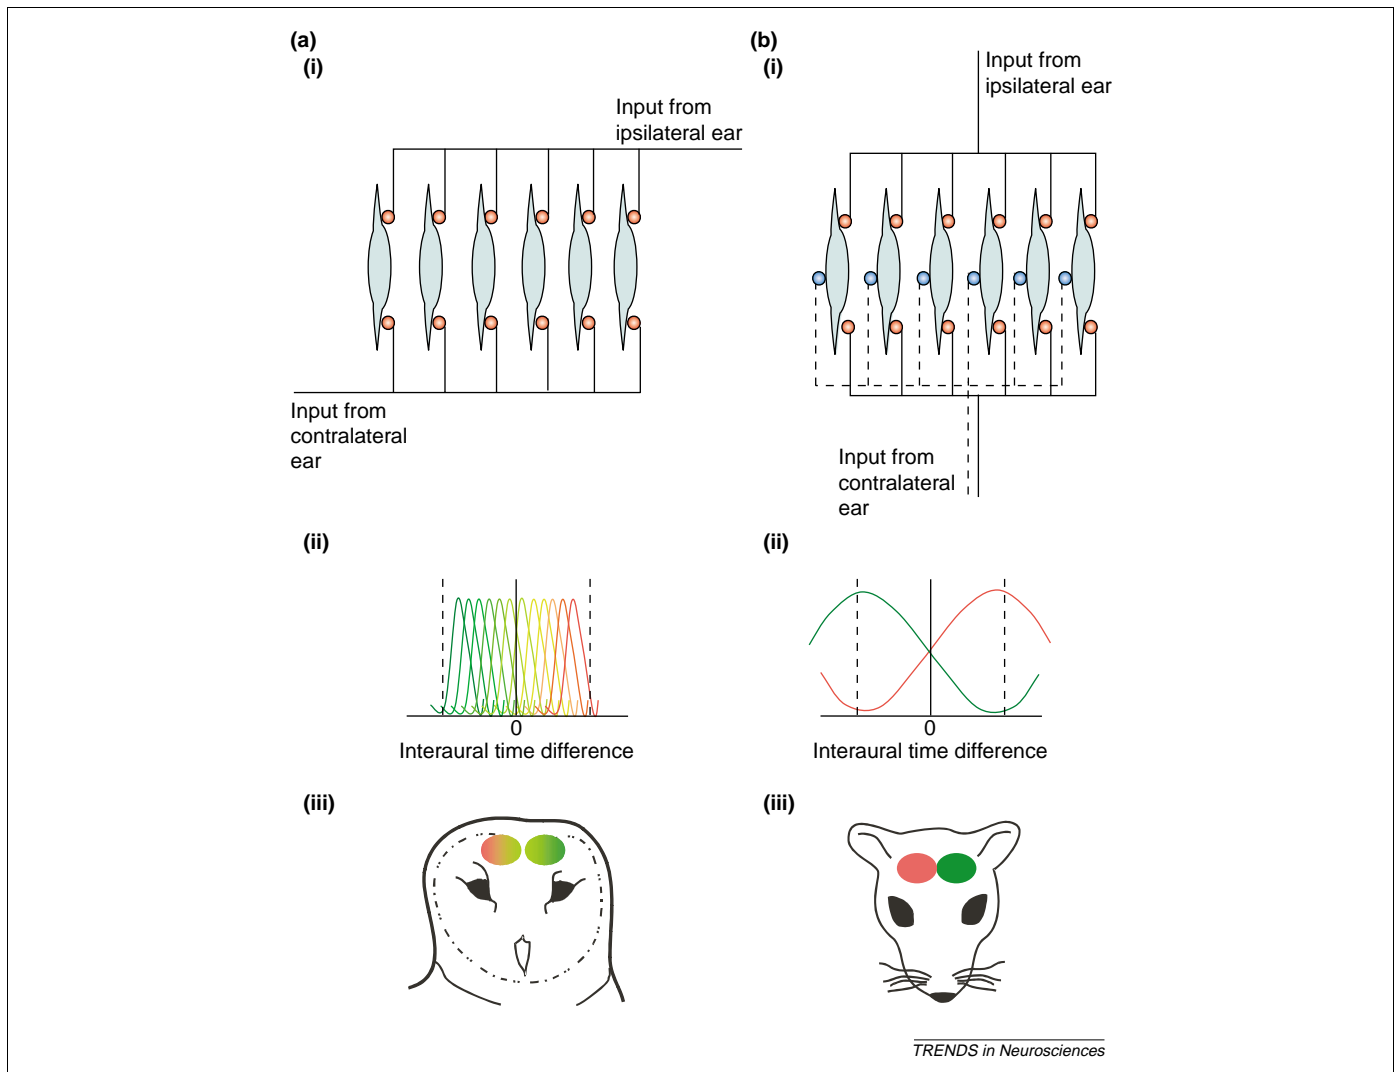 (a)
(i)
Input from
ipsilateral ear
Input from
contralateral
ear
(ii)
0
Interaural time difference
(iii)
(b)
(i)
Input from
ipsilateral ear
Input from
contralateral
ear
(ii)
0
Interaural time difference
(iii)
TRENDS in Neurosciences